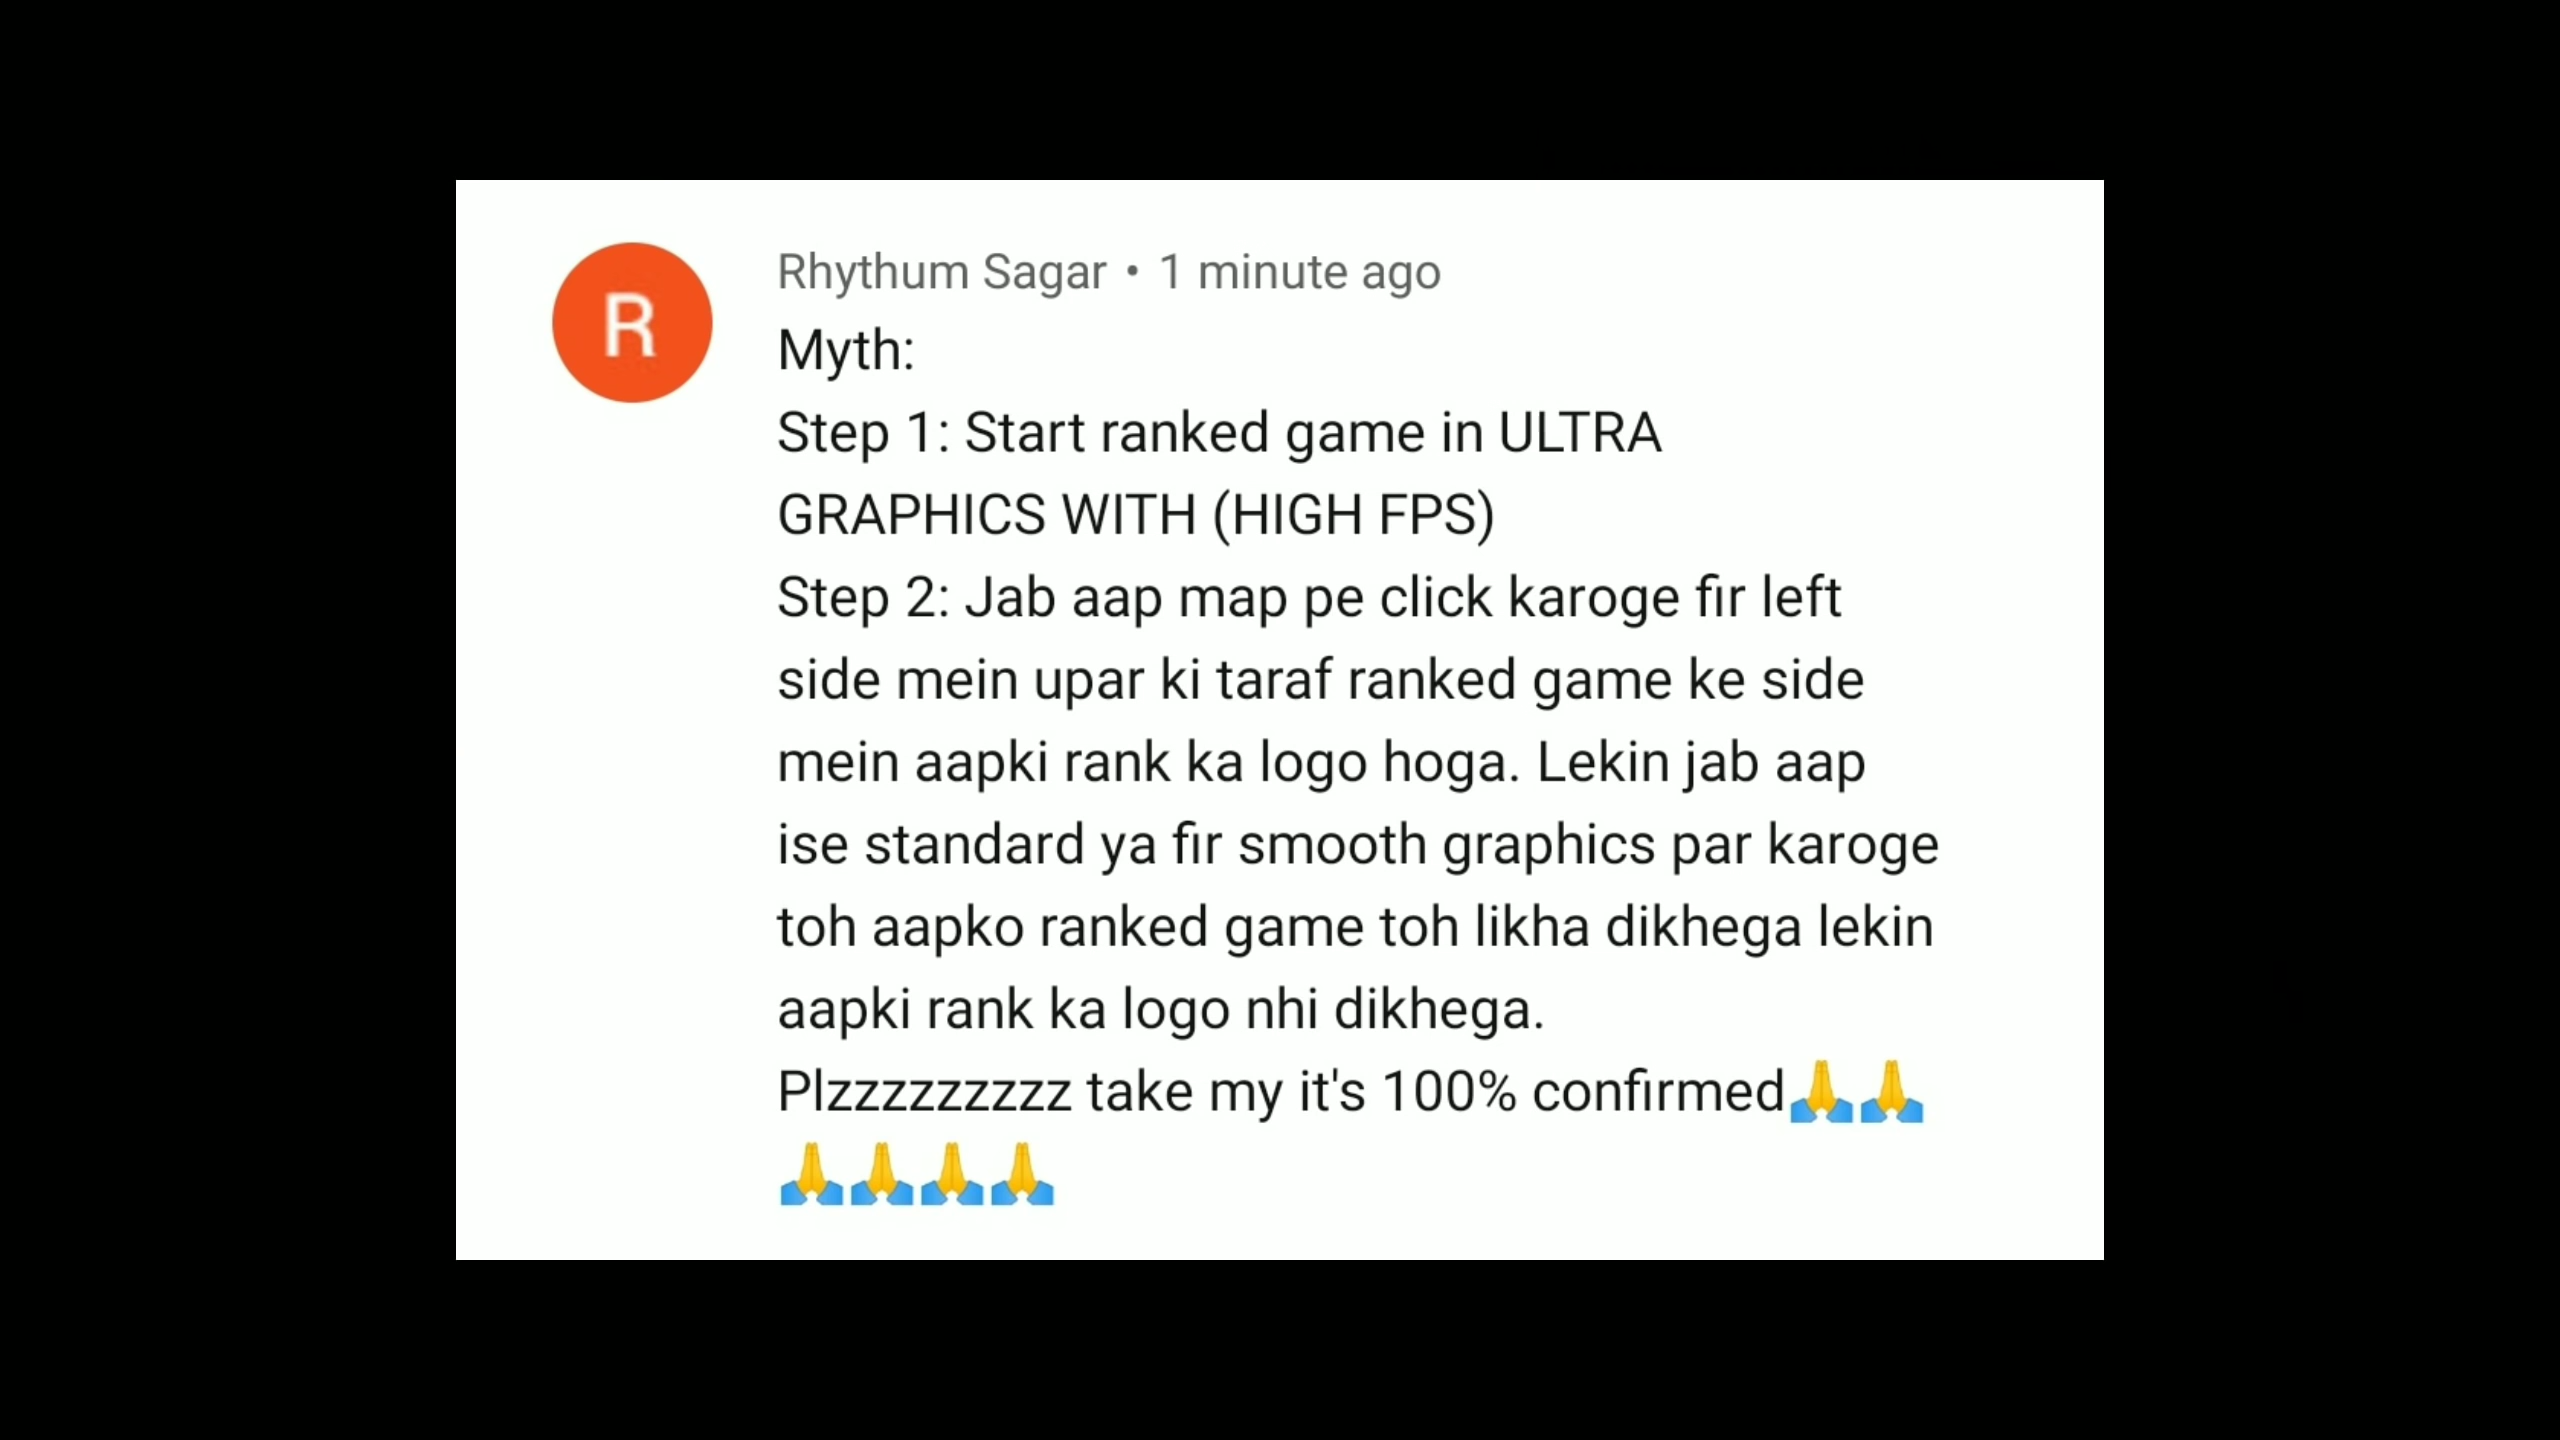 R
Rhythum Sagar • 1 minute ago
Myth:
Step 1: Start ranked game in ULTRA
GRAPHICS WITH (HIGH FPS)
Step 2: Jab aap map pe click karoge fir left
side mein upar ki taraf ranked game ke side
mein aapki rank ka logo hoga. Lekin jab aap
ise standard ya fir smooth graphics par karoge
toh aapko ranked game toh likha dikhega lekin
aapki rank ka logo nhi dikhega.
Plzzzzzzzzz take my it's 100% confirmed🙏🙏
🙏🙏🙏🙏